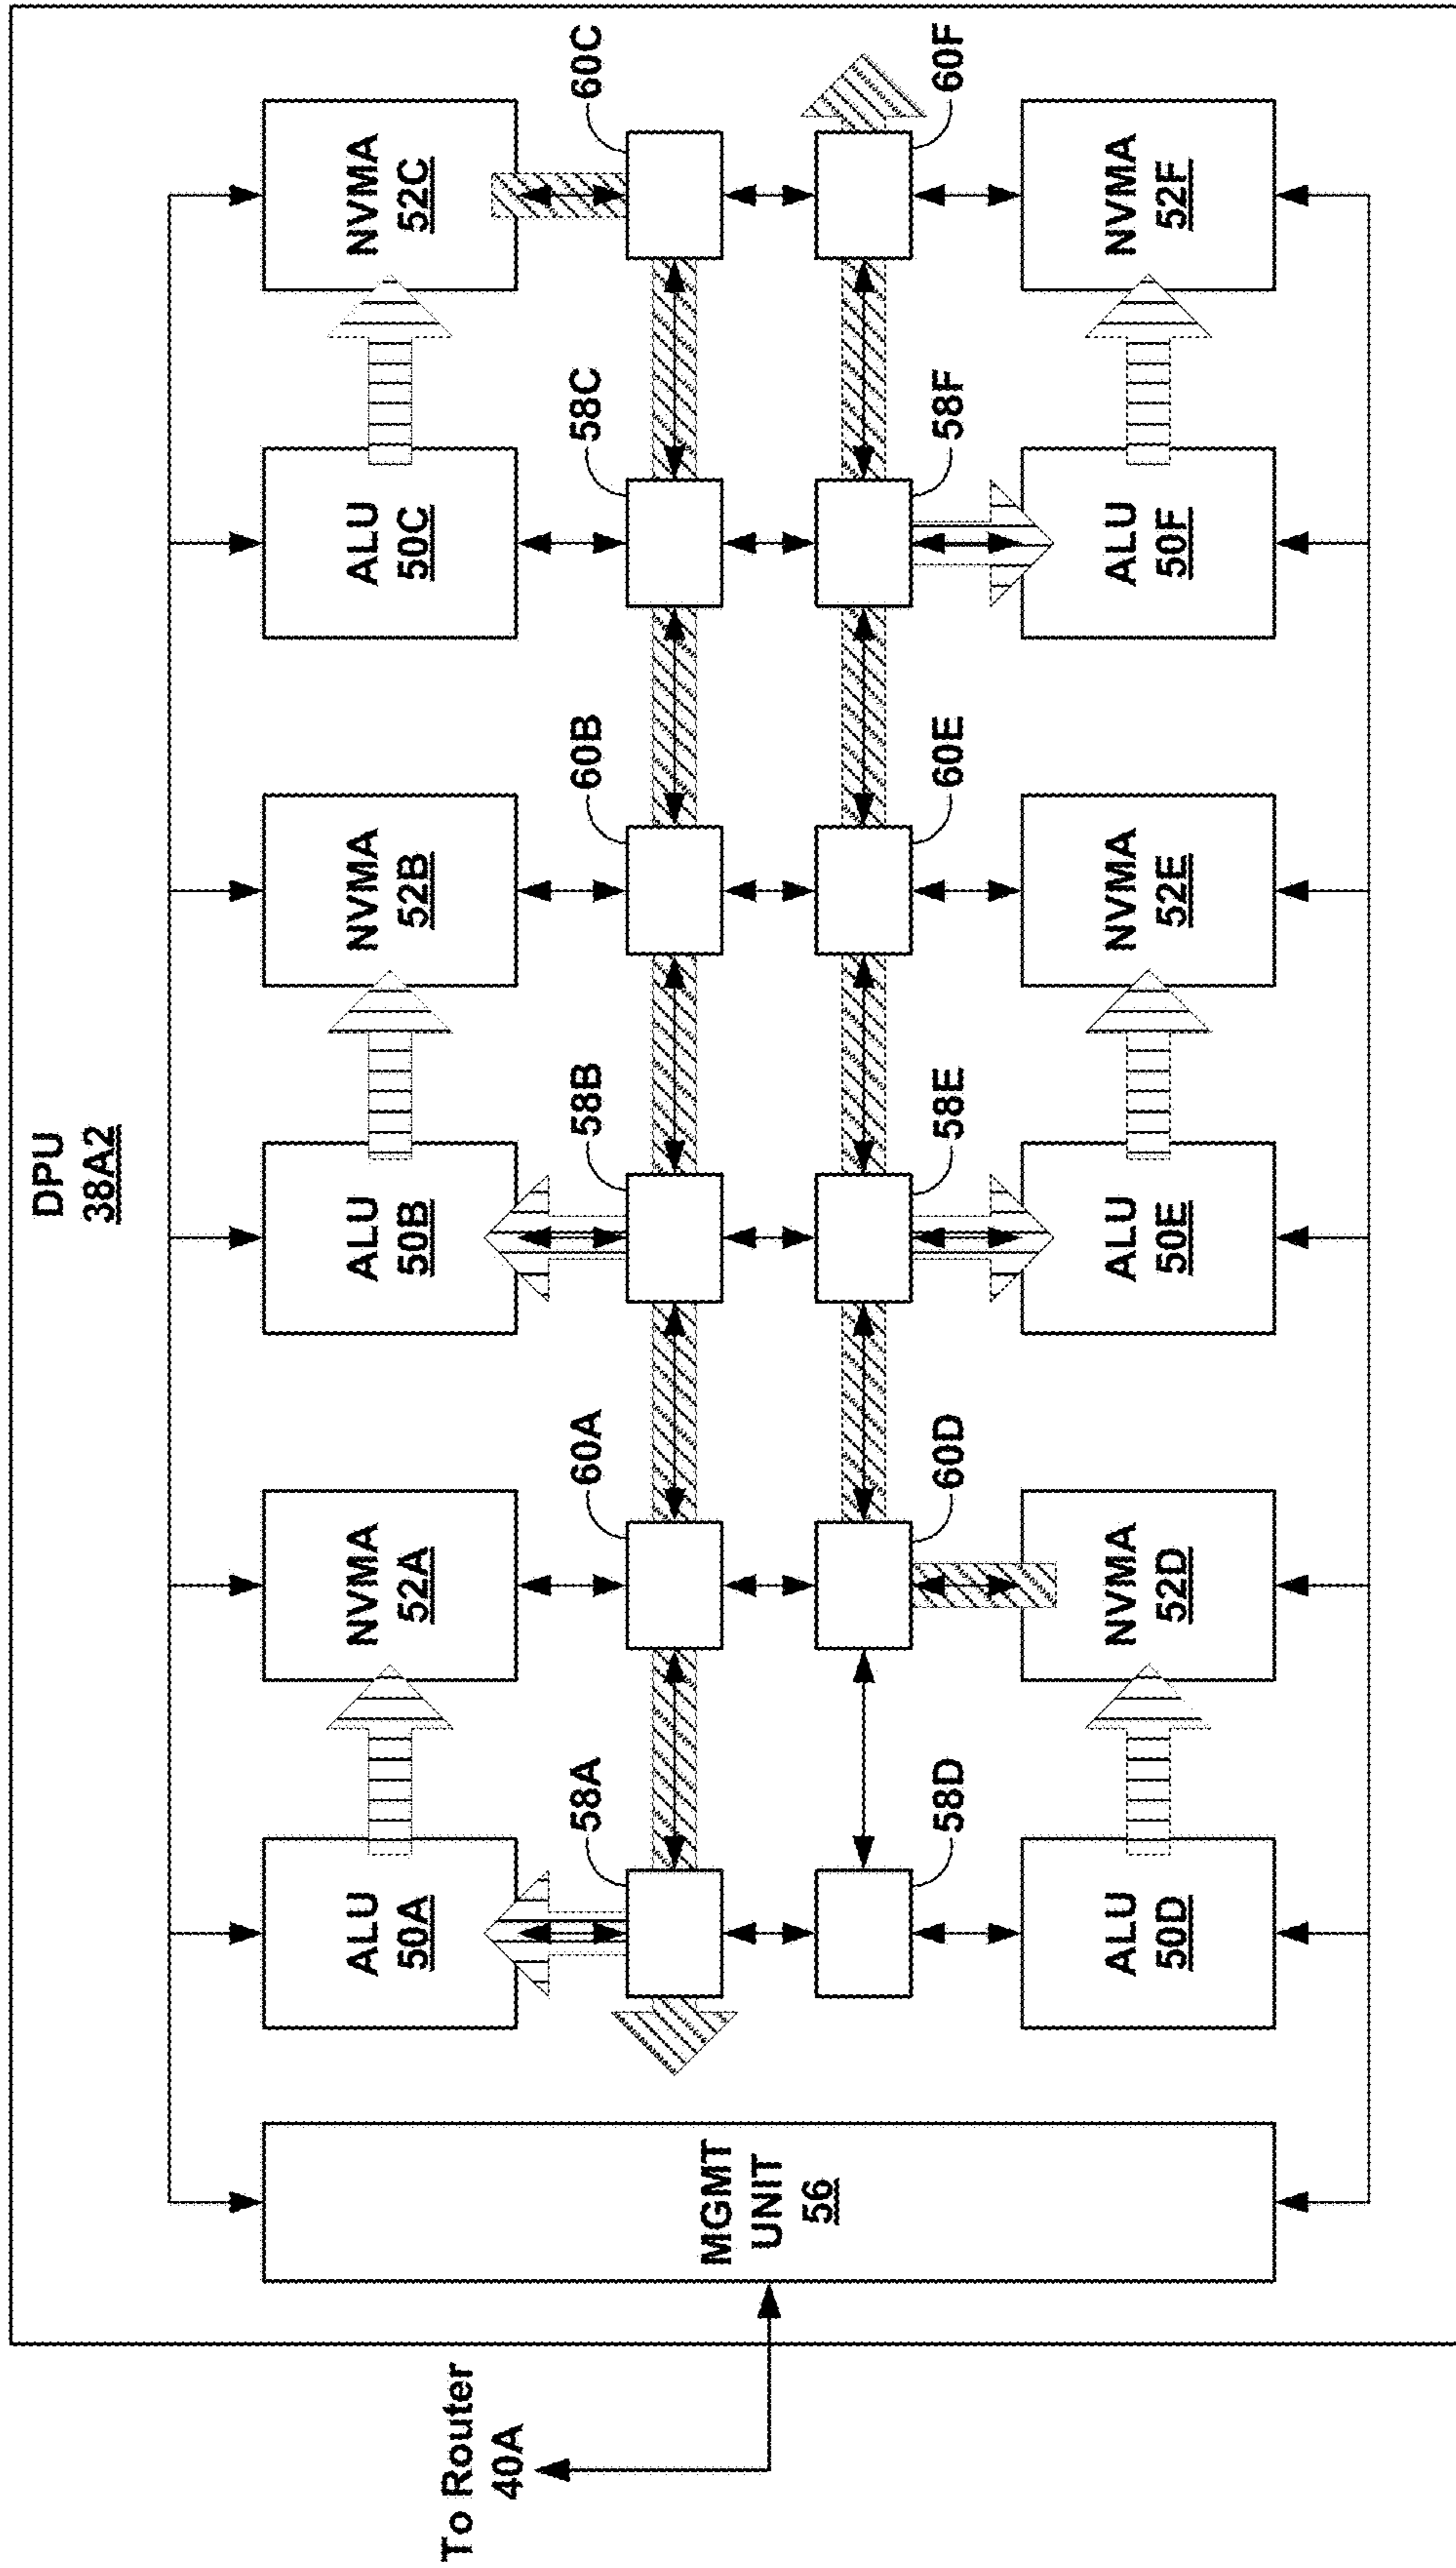 DPU
38A2
ALU
50A
NVMA
52A
ALU
50B
NVMA
52B
ALU
50C
NVMA
52C
58A
60A
58B
60B
58C
60C
MGMT
UNIT
56
To Router
40A
58D
60D
58E
60E
58F
60F
ALU
50D
NVMA
52D
ALU
50E
NVMA
52E
ALU
50F
NVMA
52F